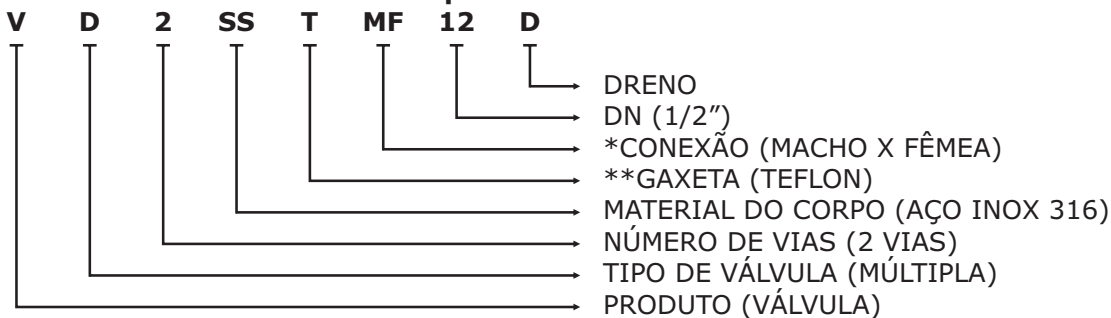 V D 2 SS T MF 12 D
DRENO
DN (1/2”)
*CONEXÃO (MACHO X FÊMEA)
**GAXETA (TEFLON)
MATERIAL DO CORPO (AÇO INOX 316)
NÚMERO DE VIAS (2 VIAS)
TIPO DE VÁLVULA (MÚLTIPLA)
PRODUTO (VÁLVULA)